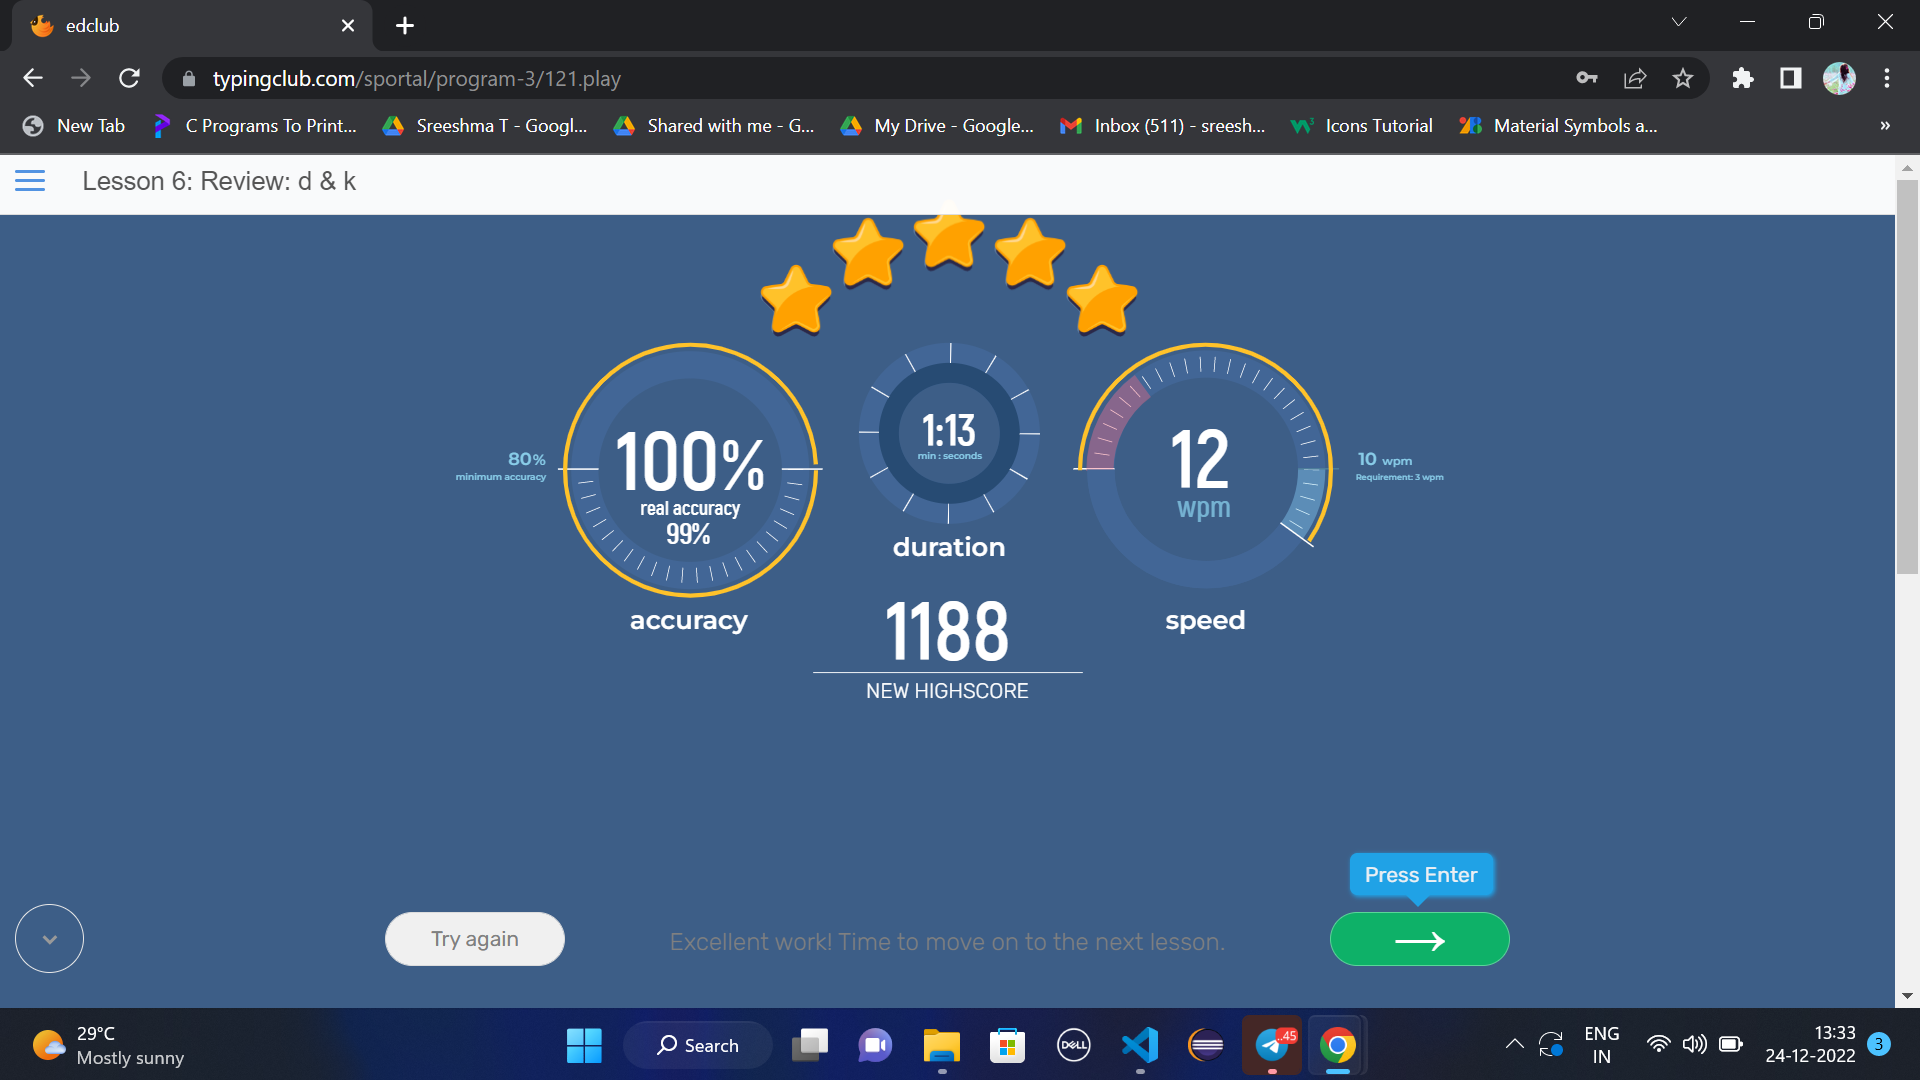 edclub
typingclub.com/sportal/program-3/121.play
New Tab
C Programs To Print...
Sreeshma T - Googl...
Shared with me - G...
My Drive - Google...
Inbox (511) - sreesh...
Icons Tutorial
Material Symbols a...
»
Lesson 6: Review: d & k
80%
minimum accuracy
100%
real accuracy
99%
accuracy
1:13
min : seconds
duration
12
wpm
speed
10 wpm
Requirement: 3 wpm
1188
NEW HIGHSCORE
Press Enter
Try again
Excellent work! Time to move on to the next lesson.
29°C
Mostly sunny
Search
DELL
..45
ENG
IN
13:33
24-12-2022
3